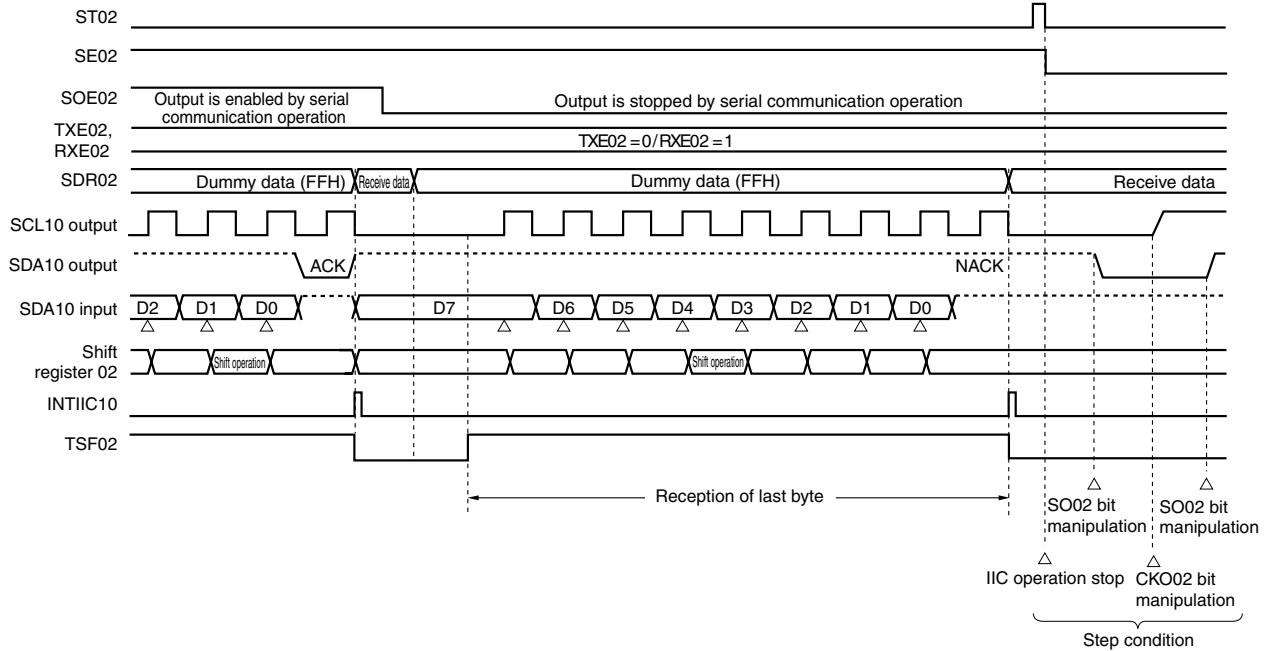 ST02
SE02
SOE02
Output is enabled by serial
communication operation
Output is stopped by serial communication operation
TXE02,
RXE02
TXE02 = 0 / RXE02 = 1
SDR02
Dummy data (FFH)
Receive data
Dummy data (FFH)
Receive data
SCL10 output
SDA10 output
ACK
NACK
SDA10 input
D2
D1
D0
D7
D6
D5
D4
D3
D2
D1
D0
Shift
register 02
Shift operation
Shift operation
INTIIC10
TSF02
Reception of last byte
SO02 bit
manipulation
SO02 bit
manipulation
IIC operation stop
CKO02 bit
manipulation
Step condition